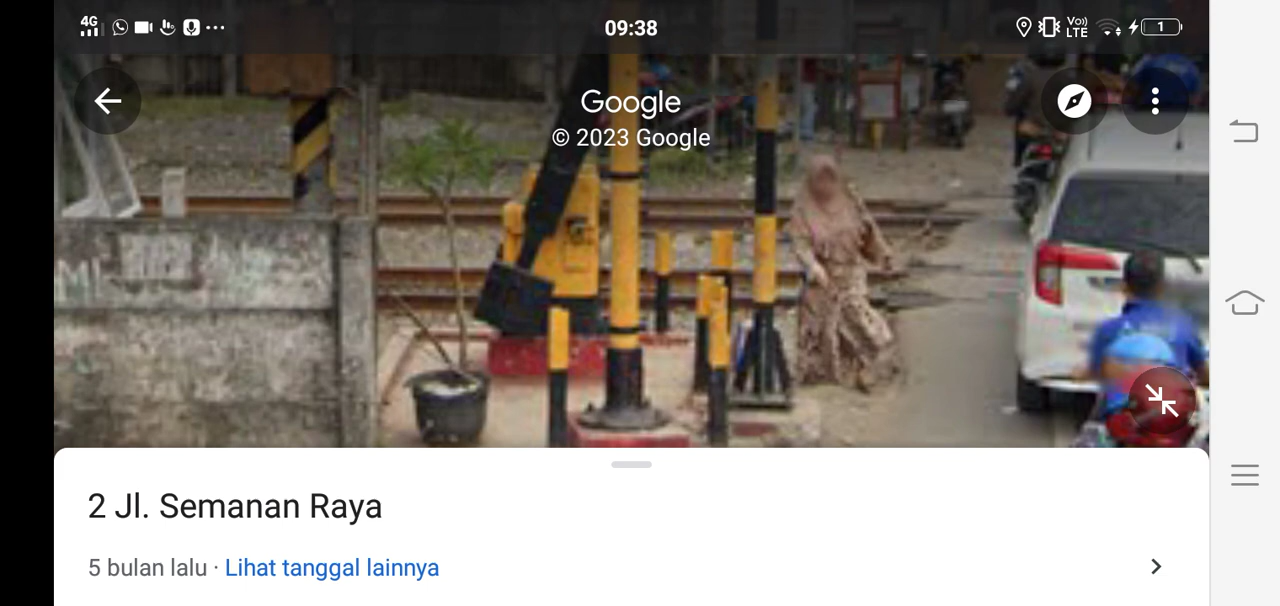 4G
09:38
Vo)
LTE
1
Google
© 2023 Google
MI
2 Jl. Semanan Raya
5 bulan lalu · Lihat tanggal lainnya